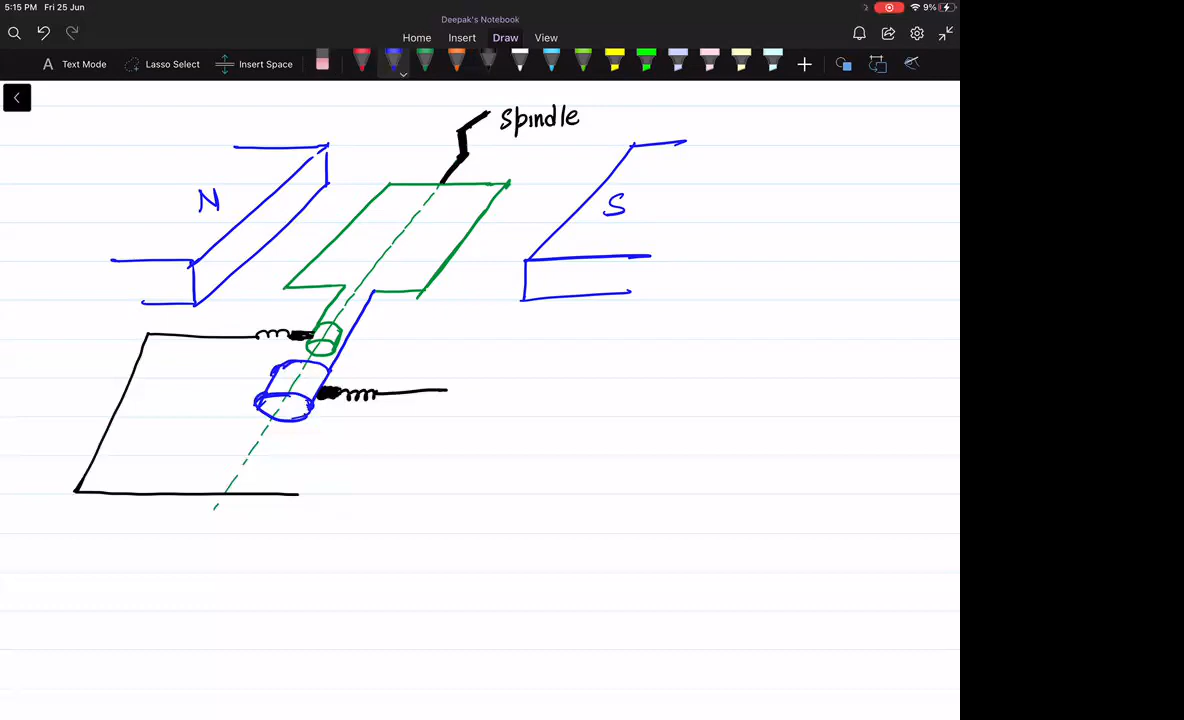 5:15 PM Fri 25 Jun
9%
Deepak's Notebook
Home Insert Draw View
A Text Mode Lasso Select Insert Space
spindle
N
S